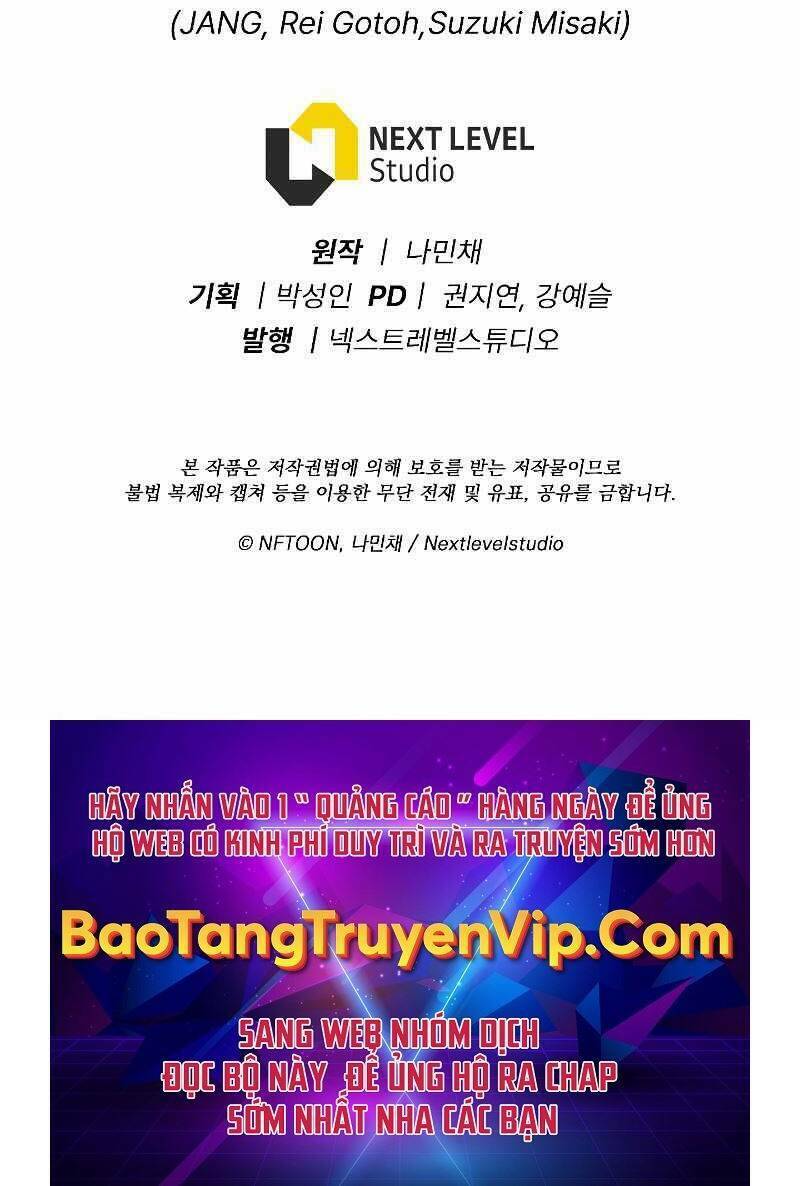 (JANG, Rei Gotoh,Suzuki Misaki)
NEXT LEVEL
Studio
원작 | 나민채
기획 | 박성인 PD | 권지연, 강예슬
발행 | 넥스트레벨스튜디오
본 작품은 저작권법에 의해 보호를 받는 저작물이므로
불법 복제와 캡쳐 등을 이용한 무단 전재 및 유포, 공유를 금합니다.
© NFTOON, 나민채 / Nextlevelstudio
HÃY NHẤN VÀO 1 “ QUẢNG CÁO ” HÀNG NGÀY ĐỂ ỦNG
HỘ WEB CÓ KINH PHÍ DUY TRÌ VÀ RA TRUYỆN SỚM HƠN
BaoTangTruyenVip.Com
SANG WEB NHÓM DỊCH
ĐỌC BỘ NÀY ĐỂ ỦNG HỘ RA CHAP
SỚM NHẤT NHA CÁC BẠN